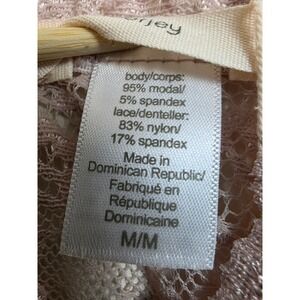 body/corps:
95% modal/
5% spandex
lace/denteller:
83% nylon/
17% spandex
Made in
Dominican Republic/
Fabriqué en
République
Dominicaine
M/M